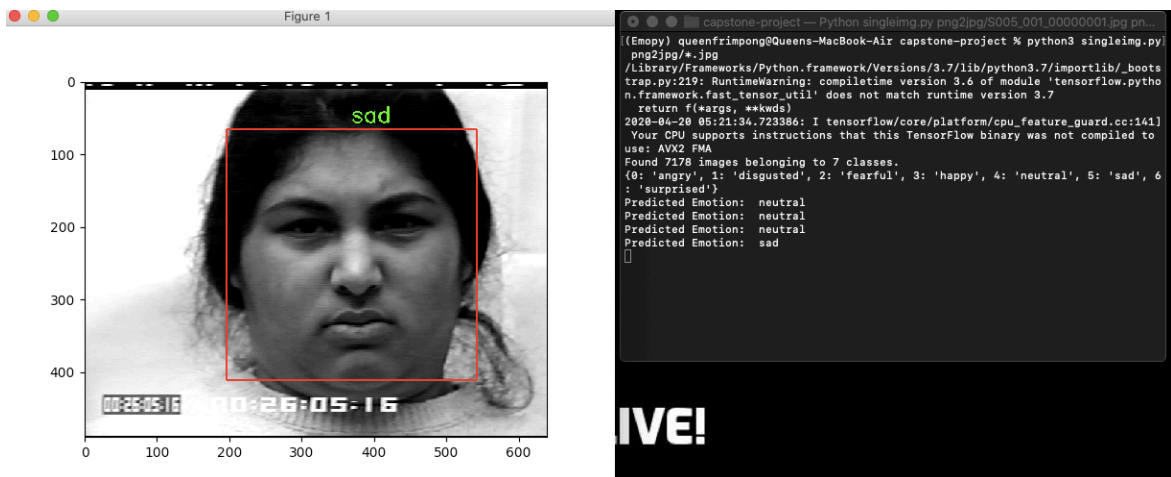 Figure 1
sad
0
100
200
300
400
0
100
200
300
400
500
600
00:26:05:16
00:26:05:16
capstone-project — Python singleimg.py png2jpg/S005_001_00000001.jpg pn...
[(Emopy) queenfrimpong@Queens-MacBook-Air capstone-project % python3 singleimg.py]
png2jpg/*.jpg
/Library/Frameworks/Python.framework/Versions/3.7/lib/python3.7/importlib/_boots
trap.py:219: RuntimeWarning: compiletime version 3.6 of module 'tensorflow.pytho
n.framework.fast_tensor_util' does not match runtime version 3.7
return f(*args, **kwds)
2020-04-20 05:21:34.723386: I tensorflow/core/platform/cpu_feature_guard.cc:141]
Your CPU supports instructions that this TensorFlow binary was not compiled to
use: AVX2 FMA
Found 7178 images belonging to 7 classes.
{0: 'angry', 1: 'disgusted', 2: 'fearful', 3: 'happy', 4: 'neutral', 5: 'sad', 6
: 'surprised'}
Predicted Emotion:  neutral
Predicted Emotion:  neutral
Predicted Emotion:  neutral
Predicted Emotion:  sad
IVE!